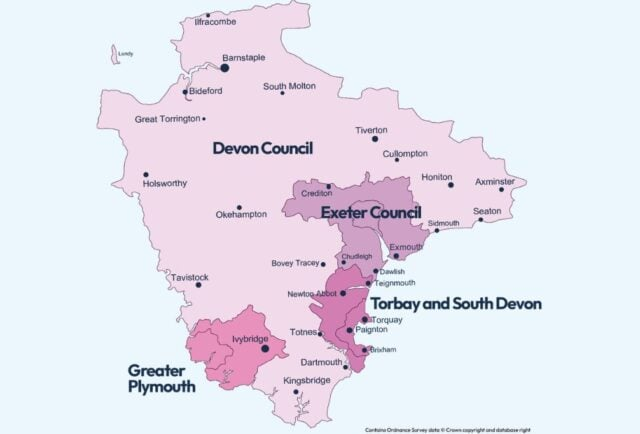 Ilfracombe
Lundy
Barnstaple
Bideford
South Molton
Great Torrington
Tiverton
Devon Council
Cullompton
Holsworthy
Crediton
Honiton
Axminster
Okehampton
Exeter Council
Seaton
Sidmouth
Exmouth
Bovey Tracey
Chudleigh
Dawlish
Tavistock
Teignmouth
Newton Abbot
Torbay and South Devon
Torquay
Totnes
Paignton
Ivybridge
Brixham
Dartmouth
Greater
Plymouth
Kingsbridge
Contains Ordnance Survey data © Crown copyright and database right